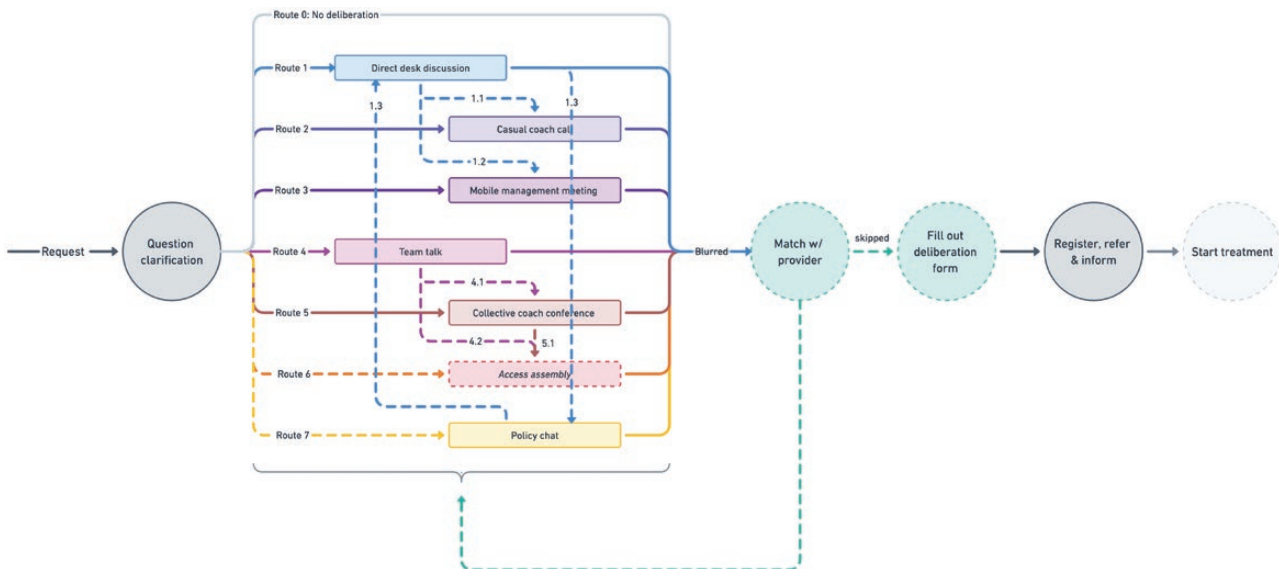 Route 0: No deliberation
Route 1
Direct desk discussion
1.3
1.1
1.3
Route 2
Casual coach call
1.2
Route 3
Mobile management meeting
Request
Question
clarification
Route 4
Team talk
Blurred
Match w/
provider
skipped
Fill out
deliberation
form
Register, refer
& inform
Start treatment
4.1
Route 5
Collective coach conference
4.2
5.1
Route 6
Access assembly
Route 7
Policy chat